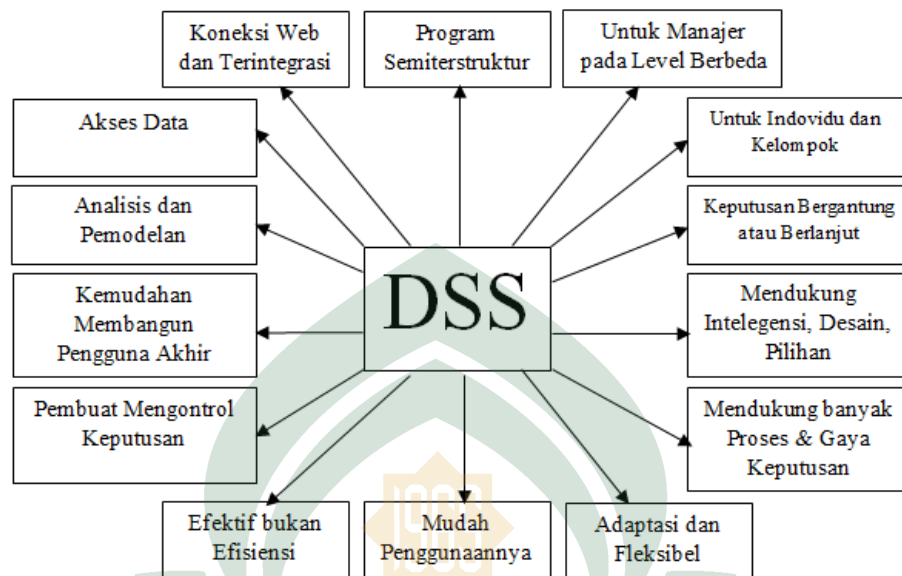 Koneksi Web
dan Terintegrasi
Program
Semiterstruktur
Untuk Manajer
pada Level Berbeda
Akses Data
Untuk Indovidu dan
Kelompok
Analisis dan
Pemodelan
Keputusan Bergantung
atau Berlanjut
DSS
Kemudahan
Membangun
Pengguna Akhir
Mendukung
Intelegensi, Desain,
Pilihan
Pembuat Mengontrol
Keputusan
Mendukung banyak
Proses & Gaya
Keputusan
Efektif bukan
Efisiensi
Mudah
Penggunaannya
Adaptasi dan
Fleksibel
1963